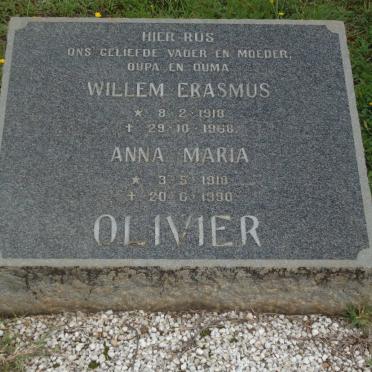 HIER RUS
ONS GELIEFDE VADER EN MOEDER,
OUPA EN OUMA
WILLEM ERASMUS
★ 8·2·1918
† 29·10·1968
ANNA MARIA
★ 3·5·1918
† 20·6·1990
OLIVIER